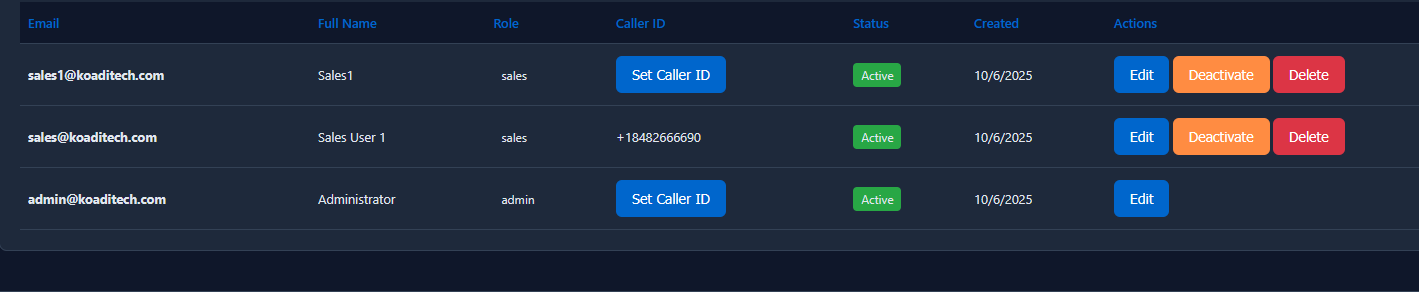 Email Full Name Role Caller ID Status Created Actions
sales1@koaditech.com Sales1 sales Set Caller ID Active 10/6/2025 Edit Deactivate Delete
sales@koaditech.com Sales User 1 sales +18482666690 Active 10/6/2025 Edit Deactivate Delete
admin@koaditech.com Administrator admin Set Caller ID Active 10/6/2025 Edit